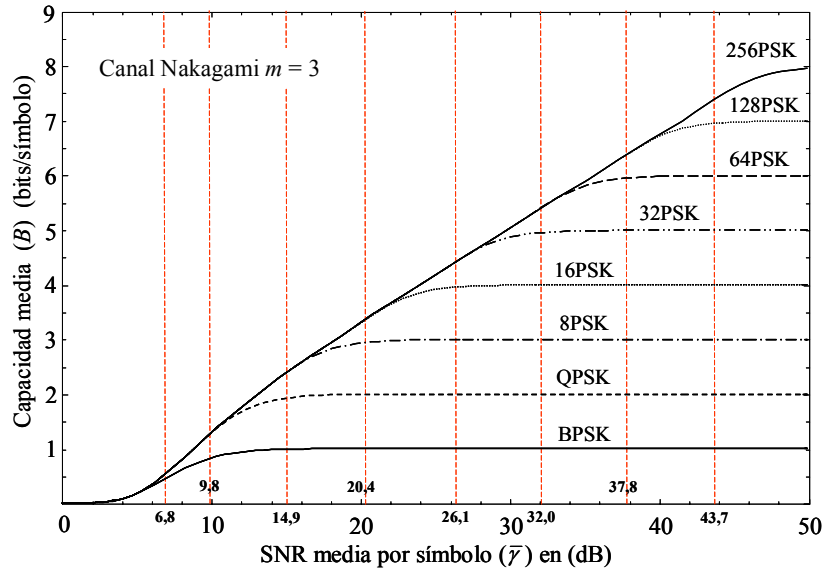 9
8
7
6
5
4
3
2
1
Capacidad media (B) (bits/símbolo)
Canal Nakagami m = 3
256PSK
128PSK
64PSK
32PSK
16PSK
8PSK
QPSK
BPSK
9,8
20,4
37,8
0
10
20
30
40
50
6,8
14,9
26,1
32,0
43,7
SNR media por símbolo (γ̅) en (dB)